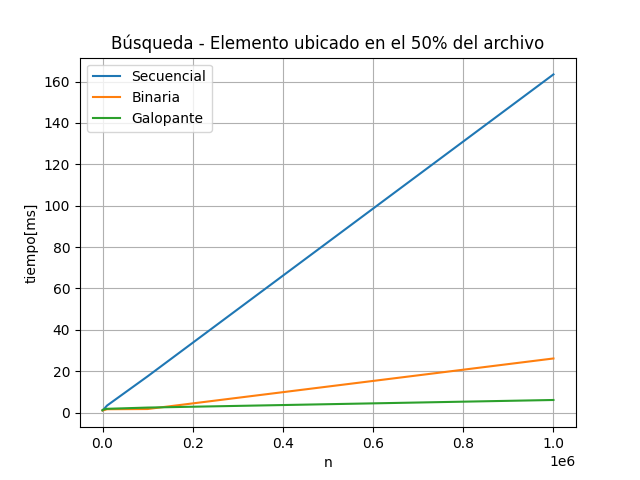 Búsqueda - Elemento ubicado en el 50% del archivo
Secuencial
Binaria
Galopante
tiempo[ms]
160
140
120
100
80
60
40
20
0
0.0 0.2 0.4 0.6 0.8 1.0
1e6
n